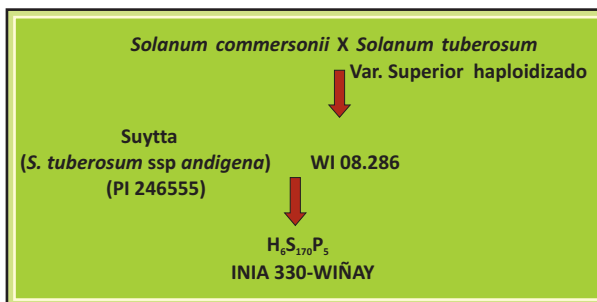 Solanum commersonii X Solanum tuberosum
Var. Superior haploidizado
Suytta
(S. tuberosum ssp andigena) WI 08.286
(PI 246555)
H₆S₁₇₀P₅
INIA 330-WIÑAY